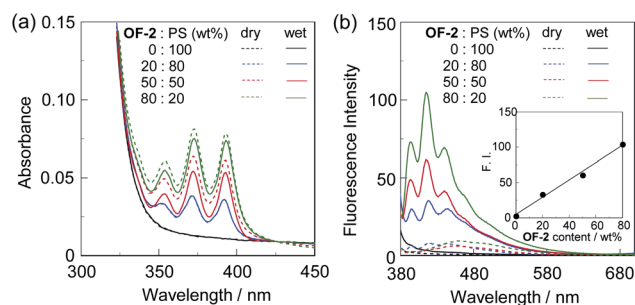 (a)
OF-2 : PS (wt%) dry wet
0 : 100
20 : 80
50 : 50
80 : 20
0.15
0.10
0.05
0
Absorbance
300 350 400 450
Wavelength / nm
(b)
OF-2 : PS (wt%) dry wet
0 : 100
20 : 80
50 : 50
80 : 20
150
100
50
0
Fluorescence Intensity
380 480 580 680
Wavelength / nm
150
100
50
0
F. I.
0 20 40 60 80
OF-2 content / wt%